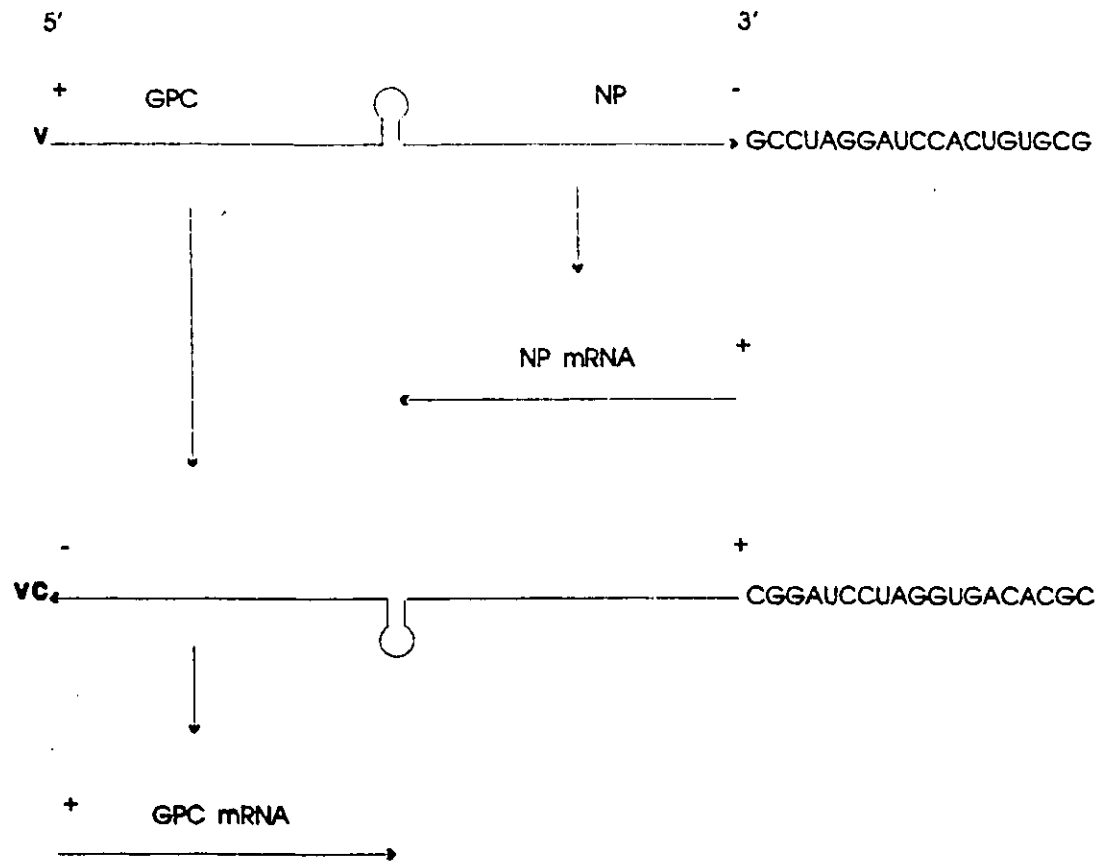 5′ 3′
+ GPC NP -
V GCCUAGGAUCCACUGUGCG
NP mRNA +
- +
VC CGGAUCCUAGGUGACACGC
+ GPC mRNA